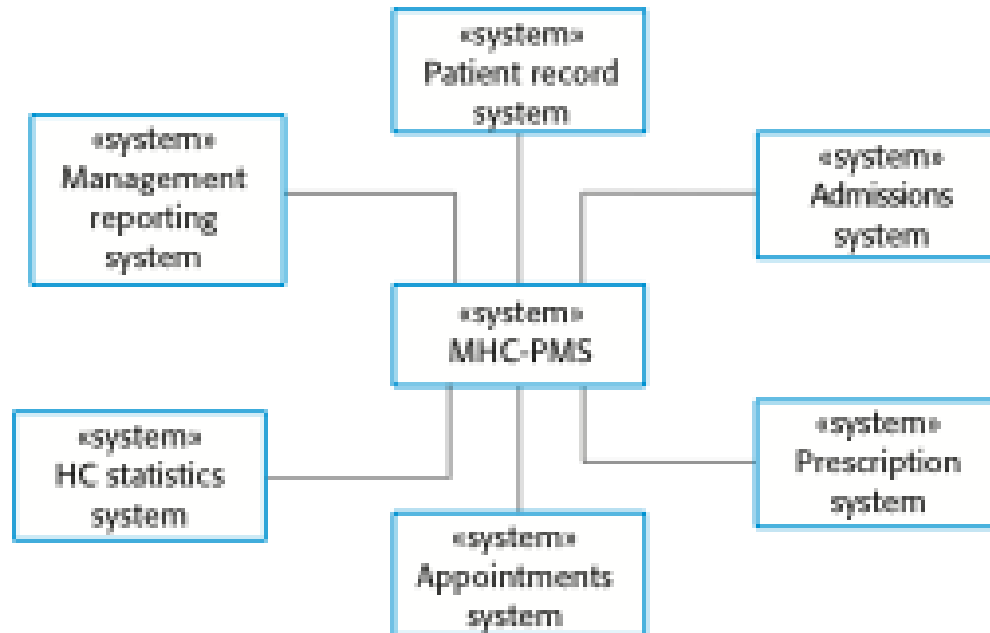 «system»
Patient record
system
«system»
Management
reporting
system
«system»
Admissions
system
«system»
MHC-PMS
«system»
HC statistics
system
«system»
Prescription
system
«system»
Appointments
system